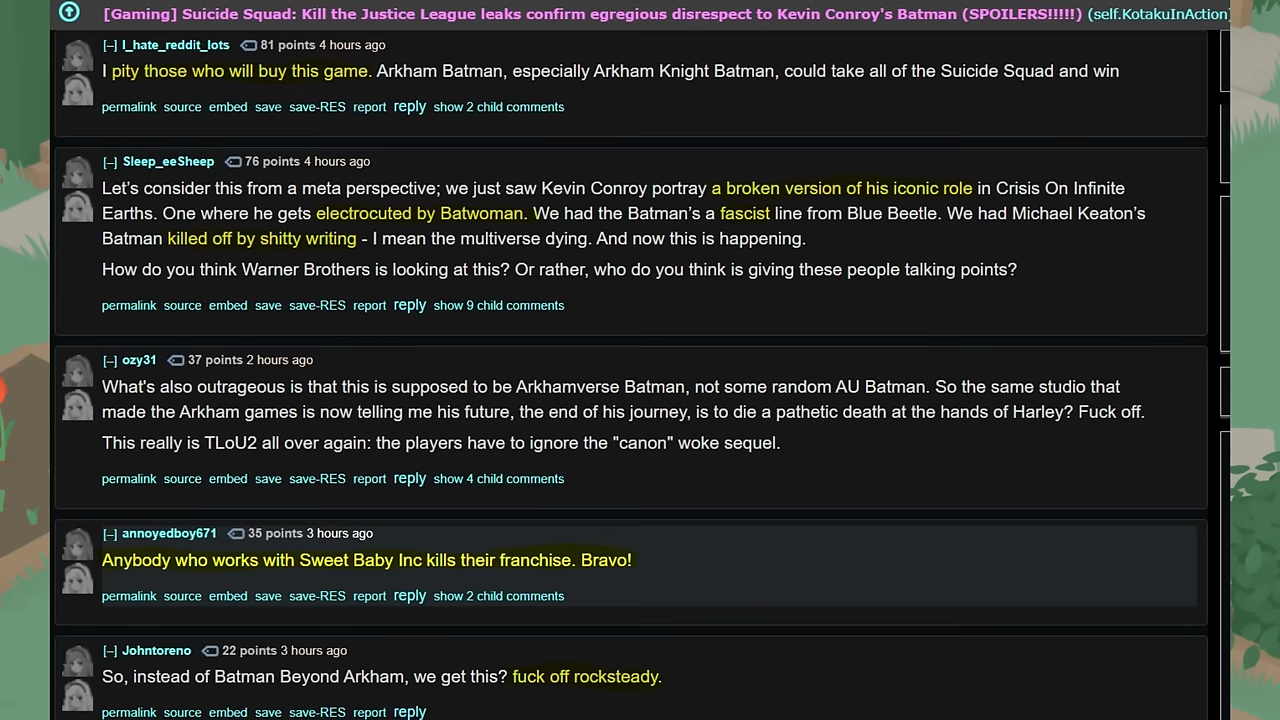 [Gaming] Suicide Squad: Kill the Justice League leaks confirm egregious disrespect to Kevin Conroy's Batman (SPOILERS!!!!!) (self.KotakuInAction)
[–] I_hate_reddit_lots 81 points 4 hours ago
I pity those who will buy this game. Arkham Batman, especially Arkham Knight Batman, could take all of the Suicide Squad and win
permalink source embed save save-RES report reply show 2 child comments
[–] Sleep_eeSheep 76 points 4 hours ago
Let's consider this from a meta perspective; we just saw Kevin Conroy portray a broken version of his iconic role in Crisis On Infinite
Earths. One where he gets electrocuted by Batwoman. We had the Batman's a fascist line from Blue Beetle. We had Michael Keaton's
Batman killed off by shitty writing - I mean the multiverse dying. And now this is happening.
How do you think Warner Brothers is looking at this? Or rather, who do you think is giving these people talking points?
permalink source embed save save-RES report reply show 9 child comments
[–] ozy31 37 points 2 hours ago
What's also outrageous is that this is supposed to be Arkhamverse Batman, not some random AU Batman. So the same studio that
made the Arkham games is now telling me his future, the end of his journey, is to die a pathetic death at the hands of Harley? Fuck off.
This really is TLoU2 all over again: the players have to ignore the "canon" woke sequel.
permalink source embed save save-RES report reply show 4 child comments
[–] annoyedboy671 35 points 3 hours ago
Anybody who works with Sweet Baby Inc kills their franchise. Bravo!
permalink source embed save save-RES report reply show 2 child comments
[–] Johntoreno 22 points 3 hours ago
So, instead of Batman Beyond Arkham, we get this? fuck off rocksteady.
permalink source embed save save-RES report reply